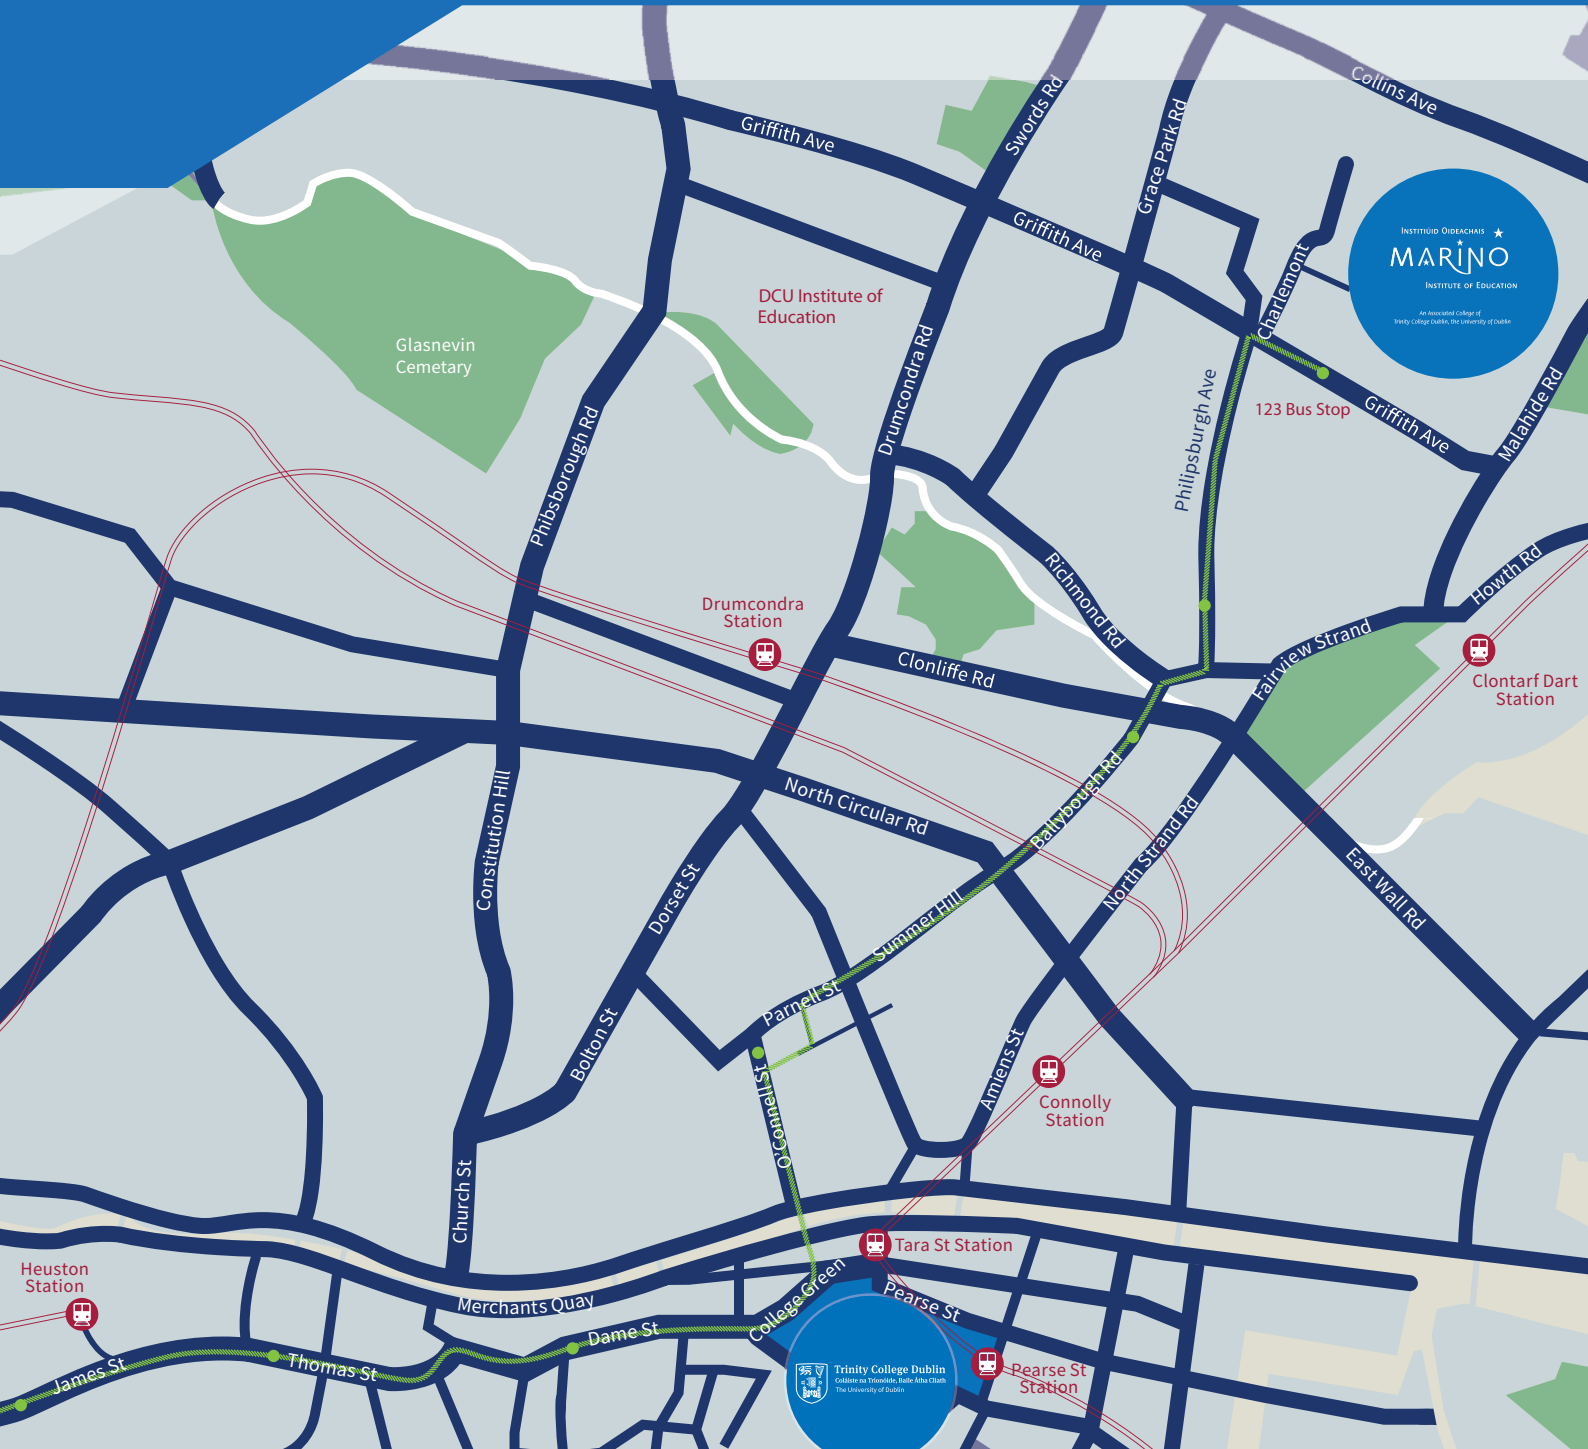 Collins Ave
Swords Rd
Grace Park Rd
Griffith Ave
Griffith Ave
INSTITIÚID OIDEACHAIS
MARINO
INSTITUTE OF EDUCATION
An Associated College of
Trinity College Dublin, the University of Dublin
Charlemont
DCU Institute of
Education
Glasnevin
Cemetary
Drumcondra Rd
Philipsburgh Ave
123 Bus Stop
Griffith Ave
Malahide Rd
Phibsborough Rd
Richmond Rd
Howth Rd
Drumcondra
Station
Clonliffe Rd
Fairview Strand
Clontarf Dart
Station
North Circular Rd
Ballybough Rd
Constitution Hill
North Strand Rd
East Wall Rd
Dorset St
Summer Hill
Parnell St
Bolton St
O'Connell St
Amiens St
Connolly
Station
Church St
Tara St Station
Heuston
Station
Merchants Quay
College Green
Pearse St
Dame St
James St
Thomas St
Trinity College Dublin
Coláiste na Tríonóide, Baile Átha Cliath
The University of Dublin
Pearse St
Station